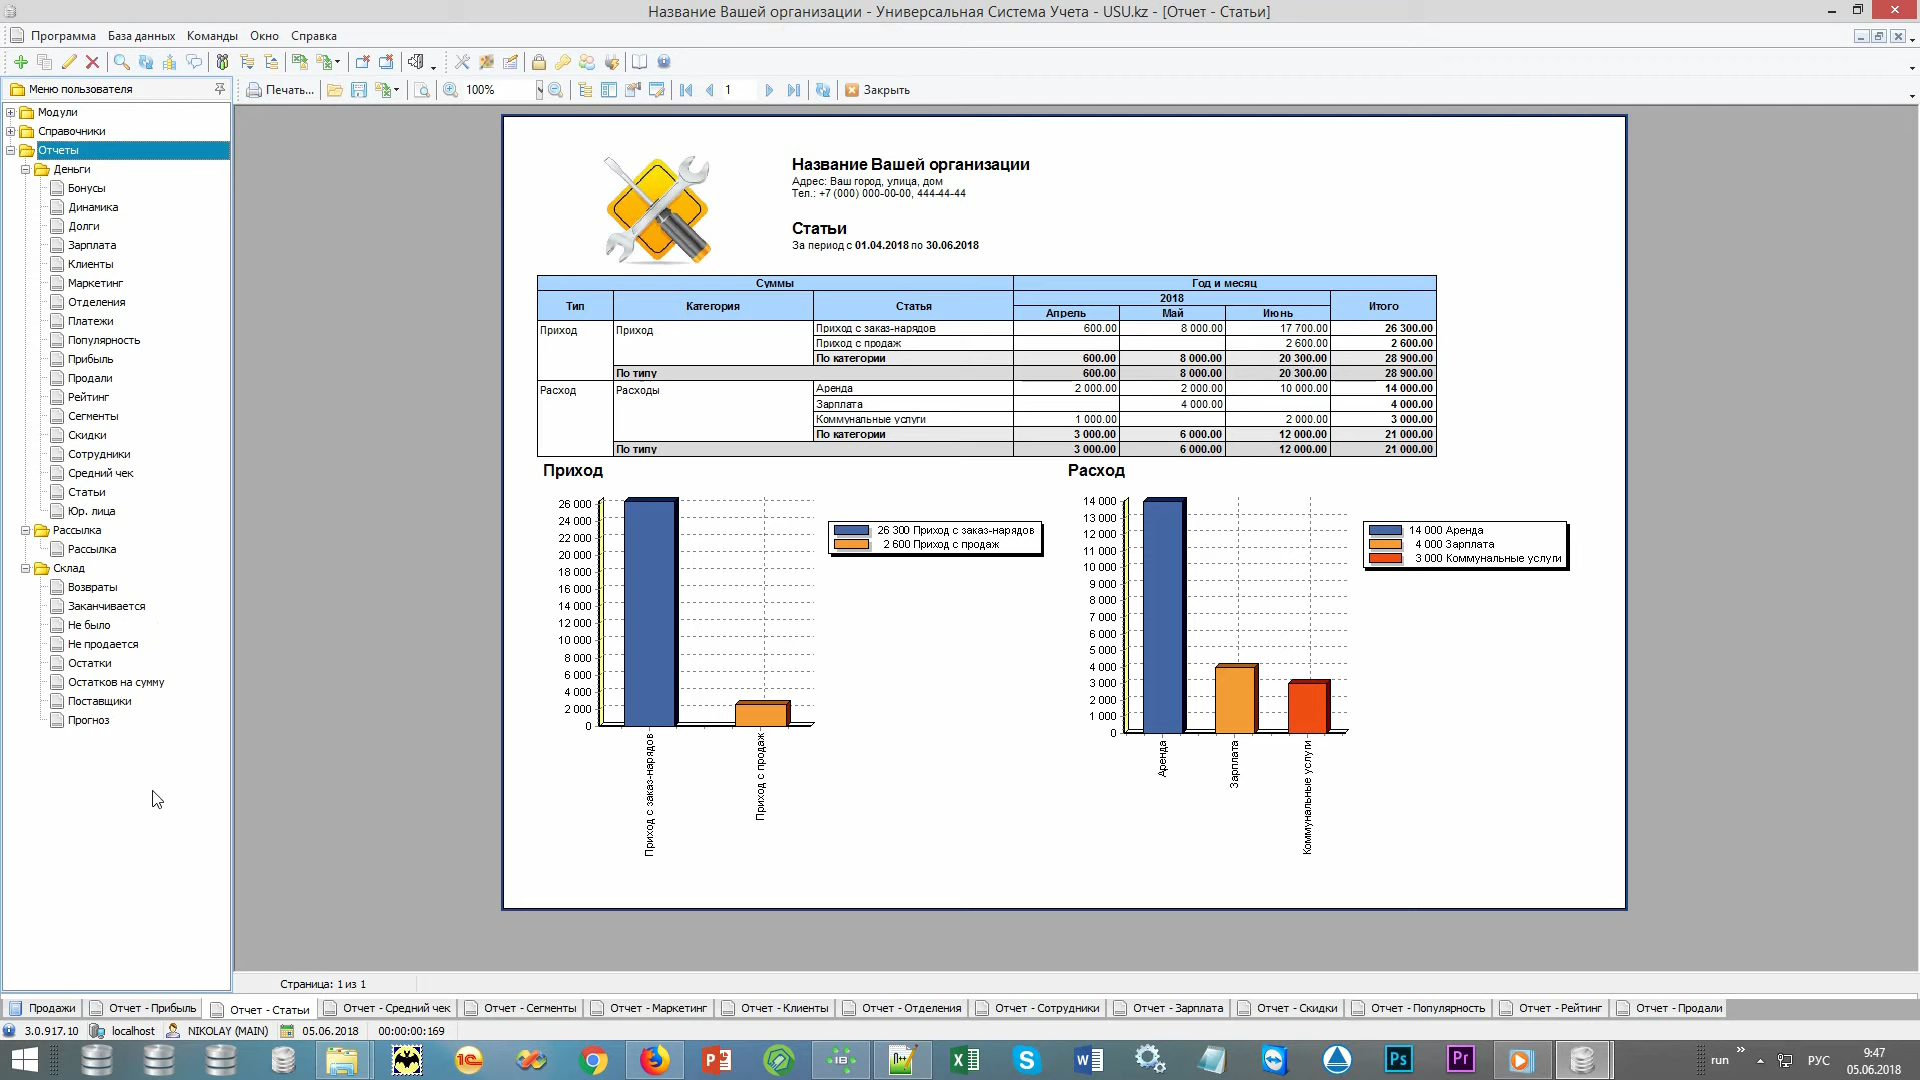 Название Вашей организации - Универсальная Система Учета - USU.kz - [Отчет - Статьи]
Программа База данных Команды Окно Справка
Меню пользователя
Печать... 100% 1 Закрыть
Модули
Справочники
Отчеты
Деньги
Бонусы
Динамика
Долги
Зарплата
Клиенты
Маркетинг
Отделения
Платежи
Популярность
Прибыль
Продали
Рейтинг
Сегменты
Скидки
Сотрудники
Средний чек
Статьи
Юр. лица
Рассылка
Рассылка
Склад
Возвраты
Заканчивается
Не было
Не продается
Остатки
Остатков на сумму
Поставщики
Прогноз
Название Вашей организации
Адрес: Ваш город, улица, дом
Тел.: +7 (000) 000-00-00, 444-44-44
Статьи
За период с 01.04.2018 по 30.06.2018
Суммы Год и месяц
Тип Категория Статья 2018 Итого
Апрель Май Июнь
Приход Приход Приход с заказ-нарядов 600.00 8 000.00 17 700.00 26 300.00
Приход с продаж 2 600.00 2 600.00
По категории 600.00 8 000.00 20 300.00 28 900.00
По типу 600.00 8 000.00 20 300.00 28 900.00
Расход Расходы Аренда 2 000.00 2 000.00 10 000.00 14 000.00
Зарплата 4 000.00 4 000.00
Коммунальные услуги 1 000.00 2 000.00 3 000.00
По категории 3 000.00 6 000.00 12 000.00 21 000.00
По типу 3 000.00 6 000.00 12 000.00 21 000.00
Приход
26 000
24 000
22 000
20 000
18 000
16 000
14 000
12 000
10 000
8 000
6 000
4 000
2 000
0
Приход с заказ-нарядов
Приход с продаж
26 300 Приход с заказ-нарядов
2 600 Приход с продаж
Расход
14 000
13 000
12 000
11 000
10 000
9 000
8 000
7 000
6 000
5 000
4 000
3 000
2 000
1 000
0
Аренда
Зарплата
Коммунальные услуги
14 000 Аренда
4 000 Зарплата
3 000 Коммунальные услуги
Страница: 1 из 1
Продажи Отчет - Прибыль Отчет - Статьи Отчет - Средний чек Отчет - Сегменты Отчет - Маркетинг Отчет - Клиенты Отчет - Отделения Отчет - Сотрудники Отчет - Зарплата Отчет - Скидки Отчет - Популярность Отчет - Рейтинг Отчет - Продали
3.0.917.10 localhost NIKOLAY (MAIN) 05.06.2018 00:00:00:169
run » РУС 9:47
05.06.2018